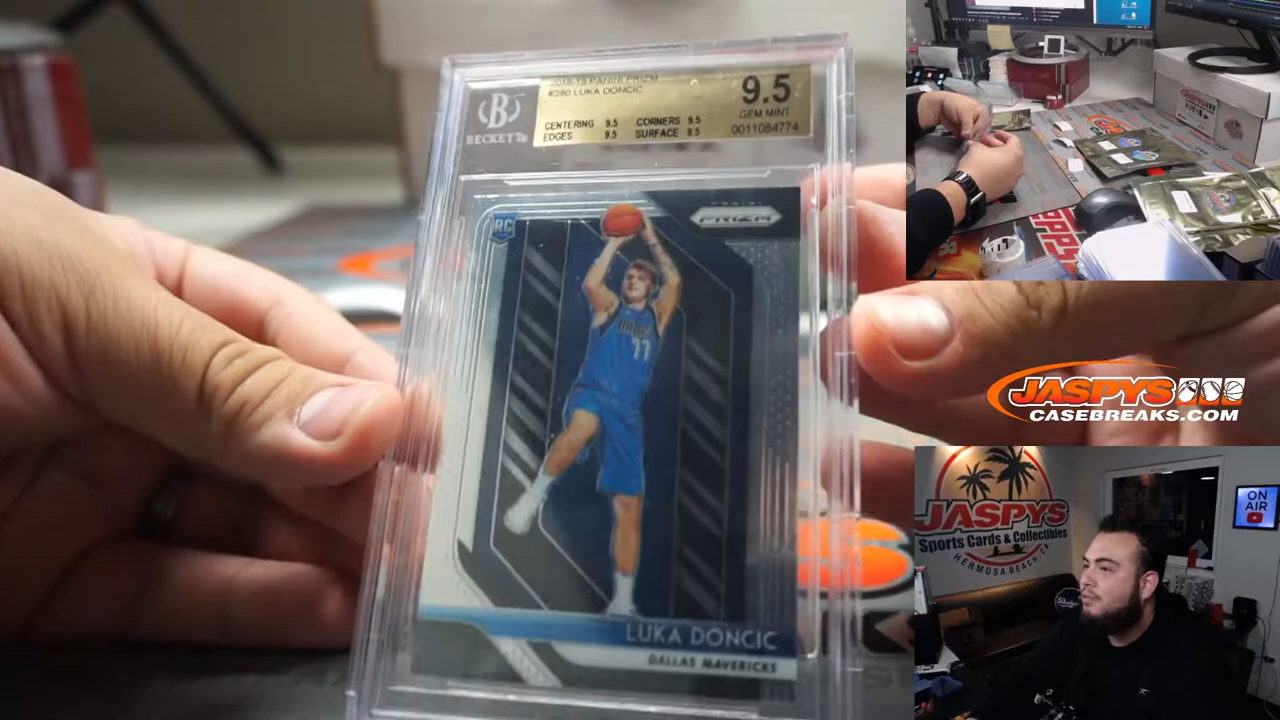 2018-19 PANINI PRIZM
#280 LUKA DONCIC
9.5
GEM MINT
0011084774
CENTERING 9.5 CORNERS 9.5
EDGES 9.5 SURFACE 9.5
BECKETT
RC
PANINI
PRIZM
77
LUKA DONCIC
DALLAS MAVERICKS
JASPYS
CASEBREAKS.COM
JASPYS
Sports Cards & Collectibles
HERMOSA BEACH, CA
ON
AIR
Dodgers